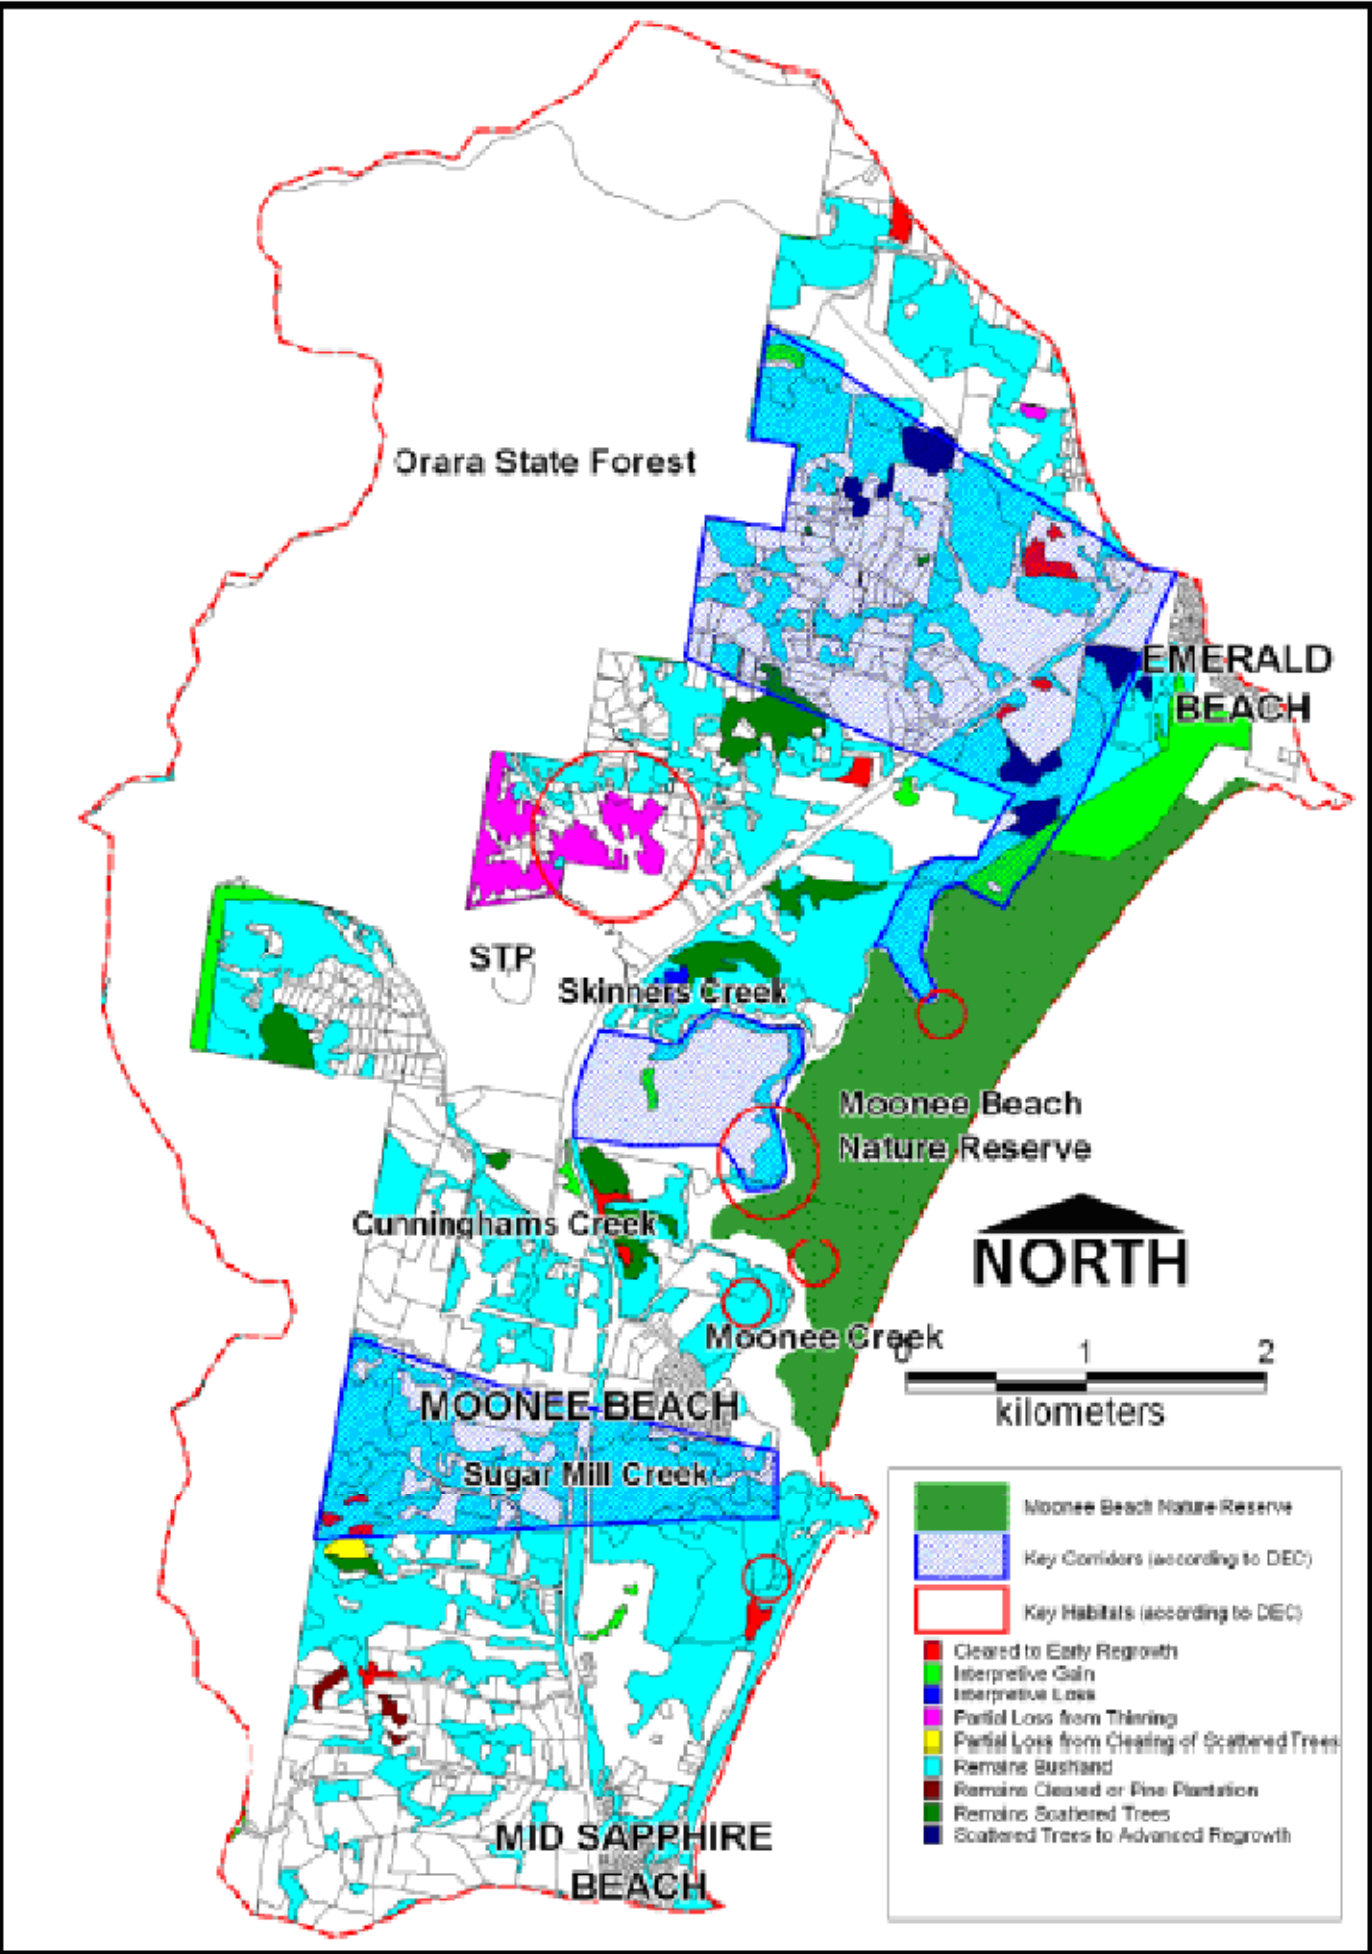 Orara State Forest
EMERALD
BEACH
STP
Skinners Creek
Moonee Beach
Nature Reserve
Cunninghams Creek
NORTH
Moonee Creek
0 1 2
kilometers
MOONEE BEACH
Sugar Mill Creek
Moonee Beach Nature Reserve
Key Corridors (according to DEC)
Key Habitats (according to DEC)
Cleared to Early Regrowth
Interpretive Gain
Interpretive Loss
Partial Loss from Thinning
Partial Loss from Clearing of Scattered Trees
Remains Bushland
Remains Cleared or Pine Plantation
Remains Scattered Trees
Scattered Trees to Advanced Regrowth
MID SAPPHIRE
BEACH